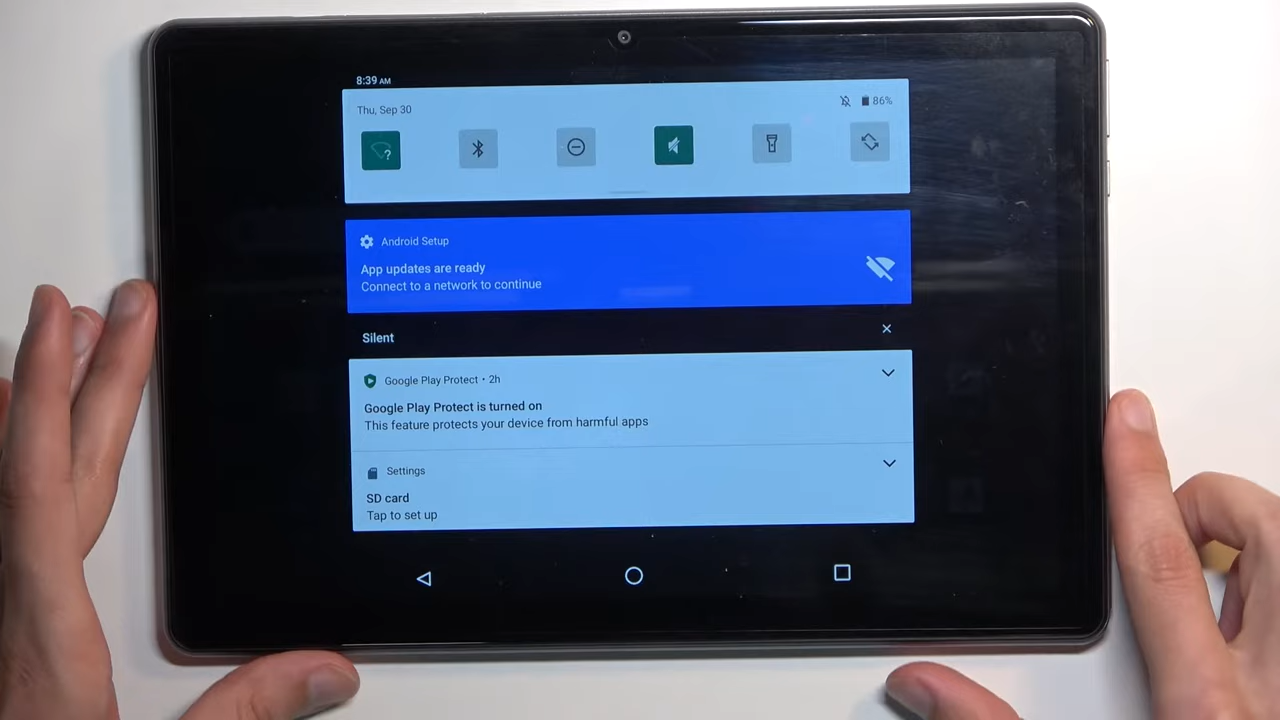 8:39 AM
Thu, Sep 30
86%
?
Android Setup
App updates are ready
Connect to a network to continue
Silent
Google Play Protect • 2h
Google Play Protect is turned on
This feature protects your device from harmful apps
Settings
SD card
Tap to set up